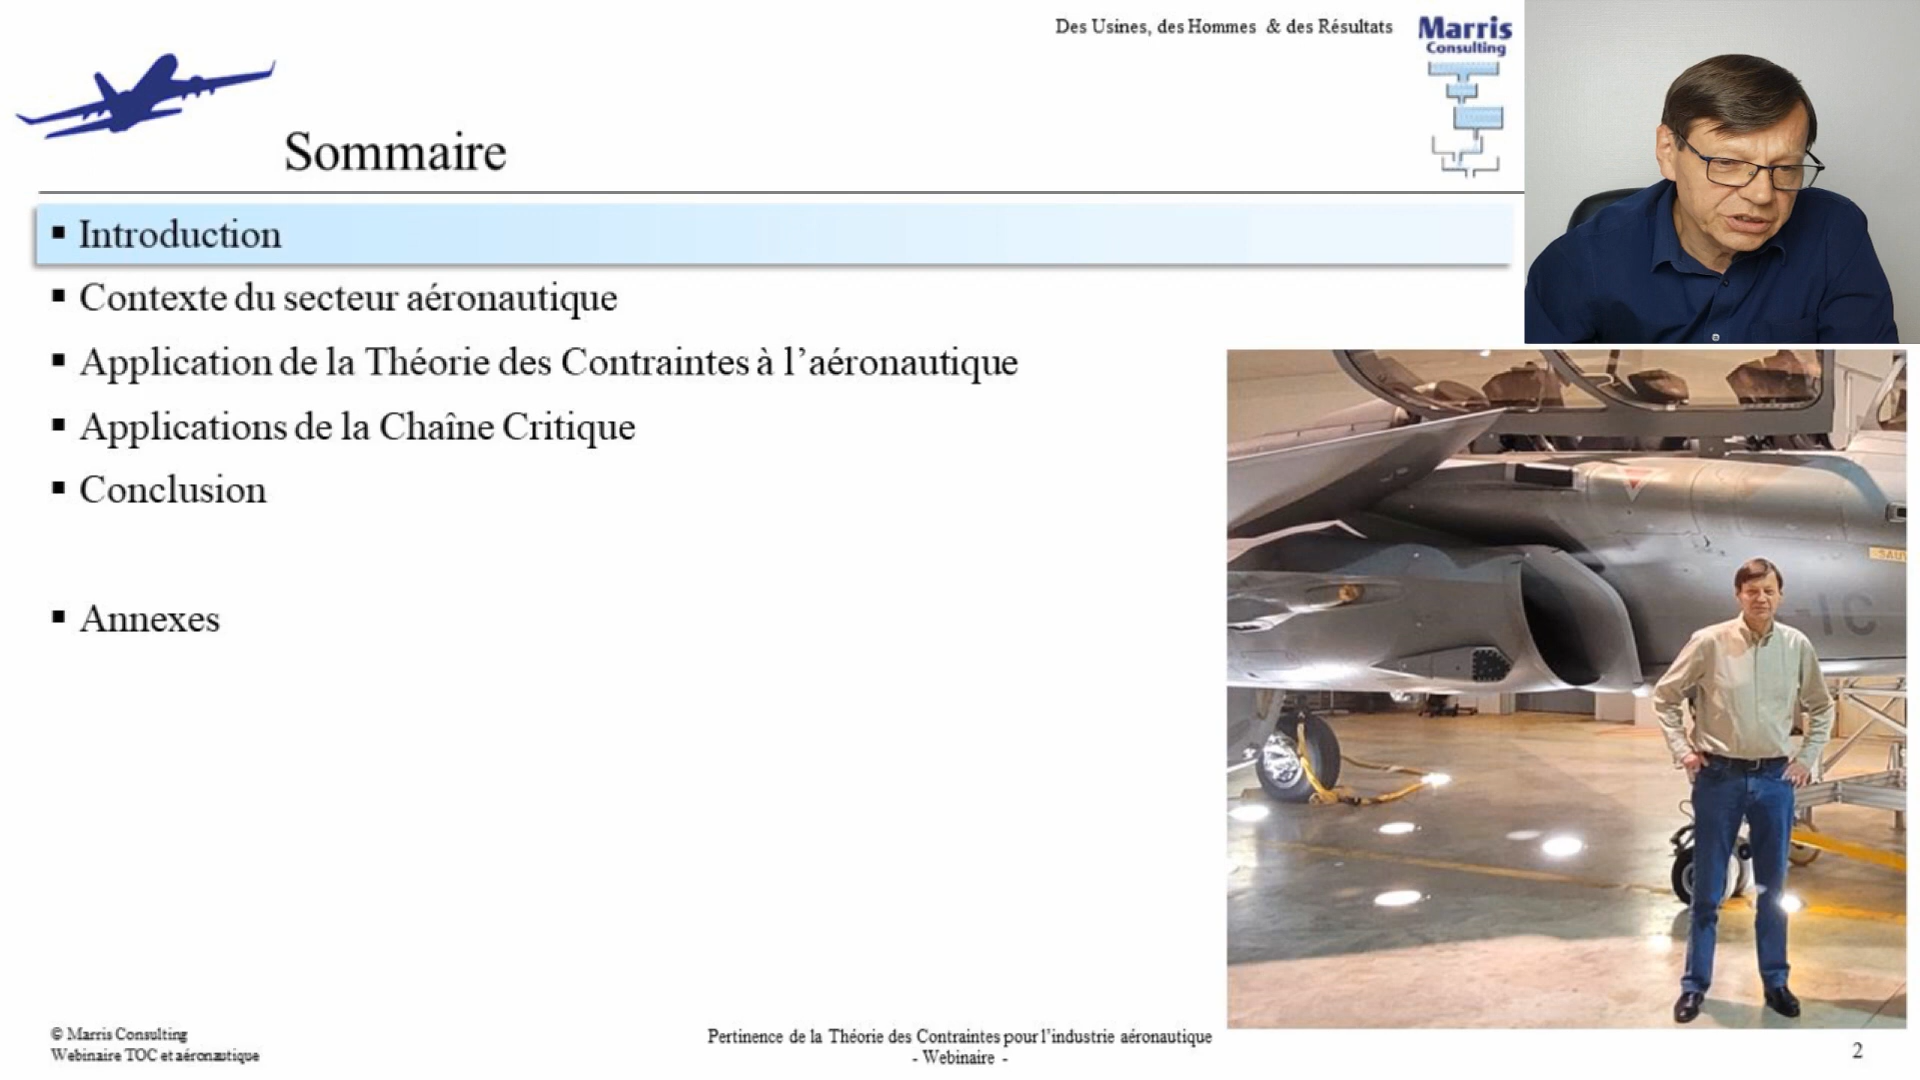 Des Usines, des Hommes & des Résultats
Marris
Consulting
Sommaire
▪ Introduction
▪ Contexte du secteur aéronautique
▪ Application de la Théorie des Contraintes à l’aéronautique
▪ Applications de la Chaîne Critique
▪ Conclusion
▪ Annexes
-IC
© Marris Consulting
Webinaire TOC et aéronautique
Pertinence de la Théorie des Contraintes pour l’industrie aéronautique
- Webinaire -
2